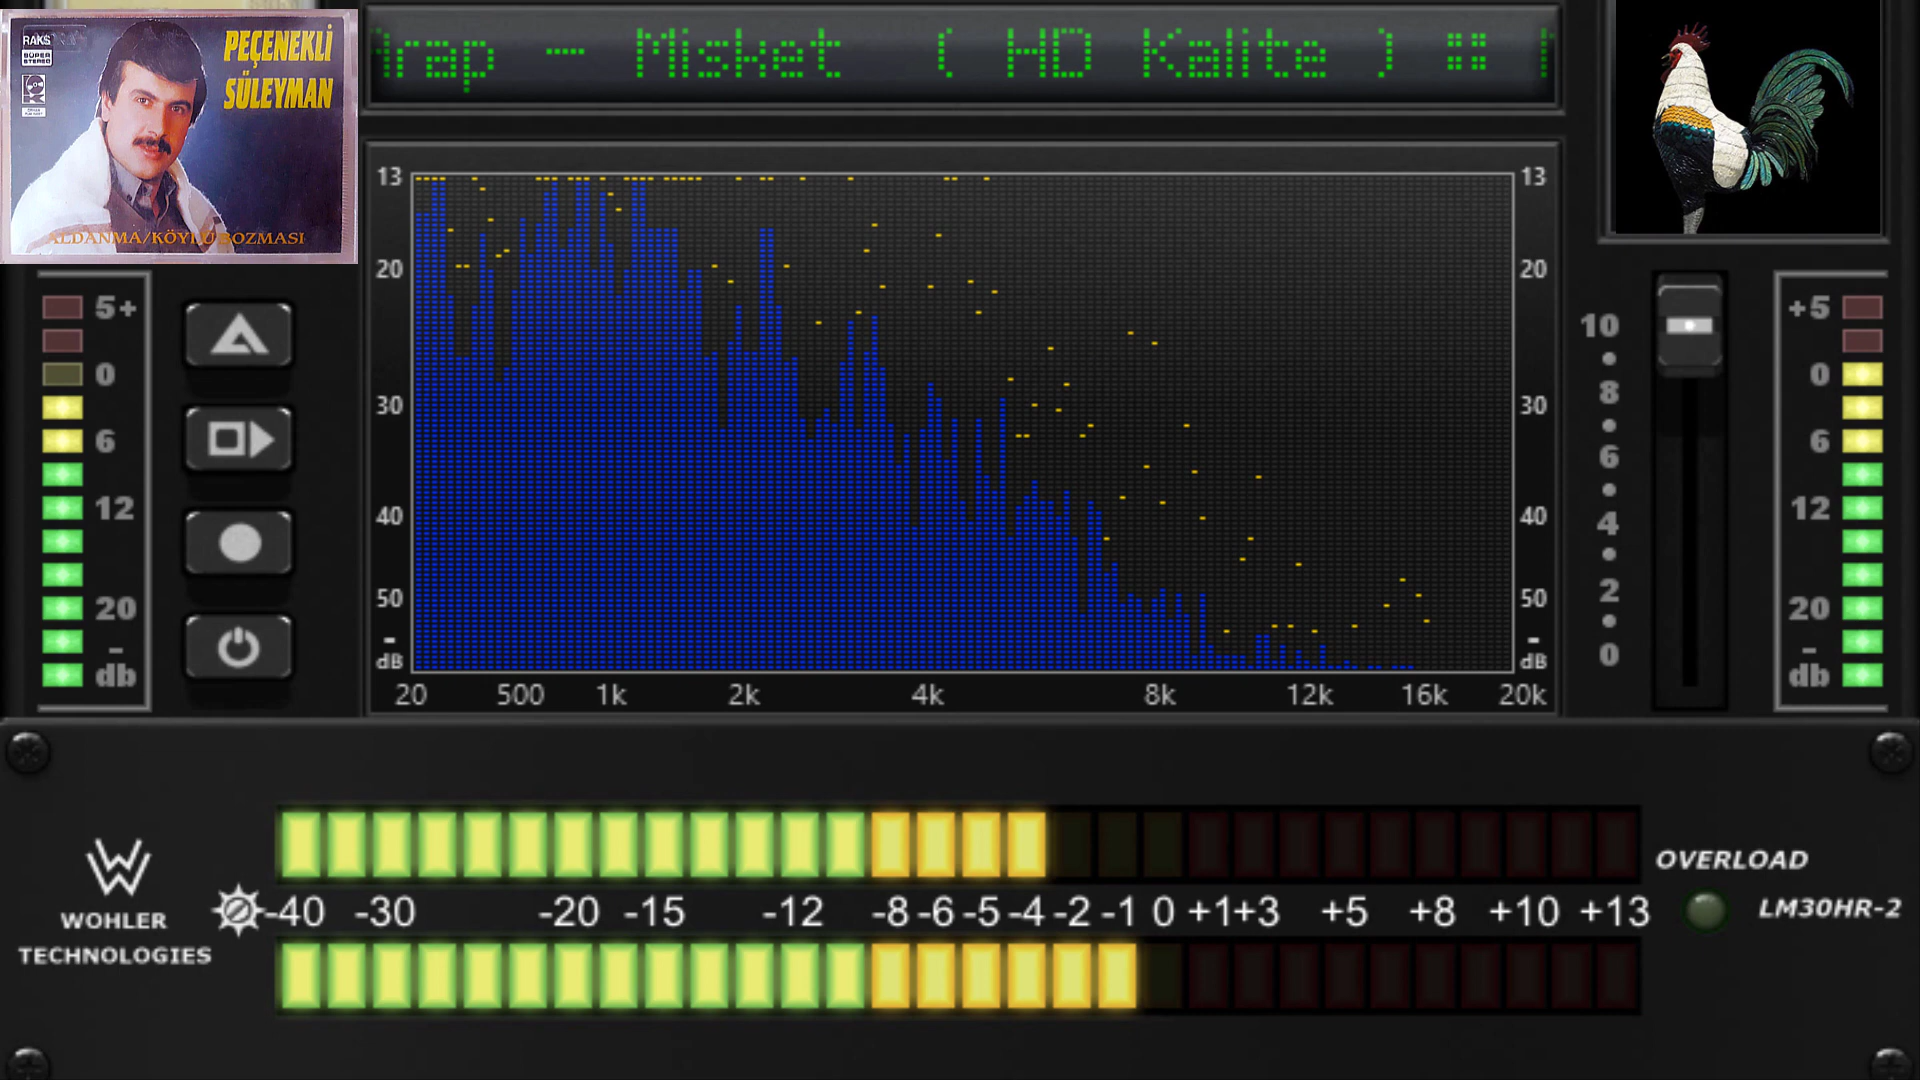 RAKS
SÜPER
STEREO
PEÇENEKLİ
SÜLEYMAN
ALDANMA/KÖYLÜ BOZMASI
Arap - Misket ( HD Kalite ) ::
13 13
20 20
30 30
40 40
50 50
- -
dB dB
20 500 1k 2k 4k 8k 12k 16k 20k
5+
0
6
12
20
-
db
10
8
6
4
2
0
+5
0
6
12
20
-
db
OVERLOAD
W
WOHLER
TECHNOLOGIES
-40 -30 -20 -15 -12 -8 -6 -5 -4 -2 -1 0 +1 +3 +5 +8 +10 +13
LM30HR-2